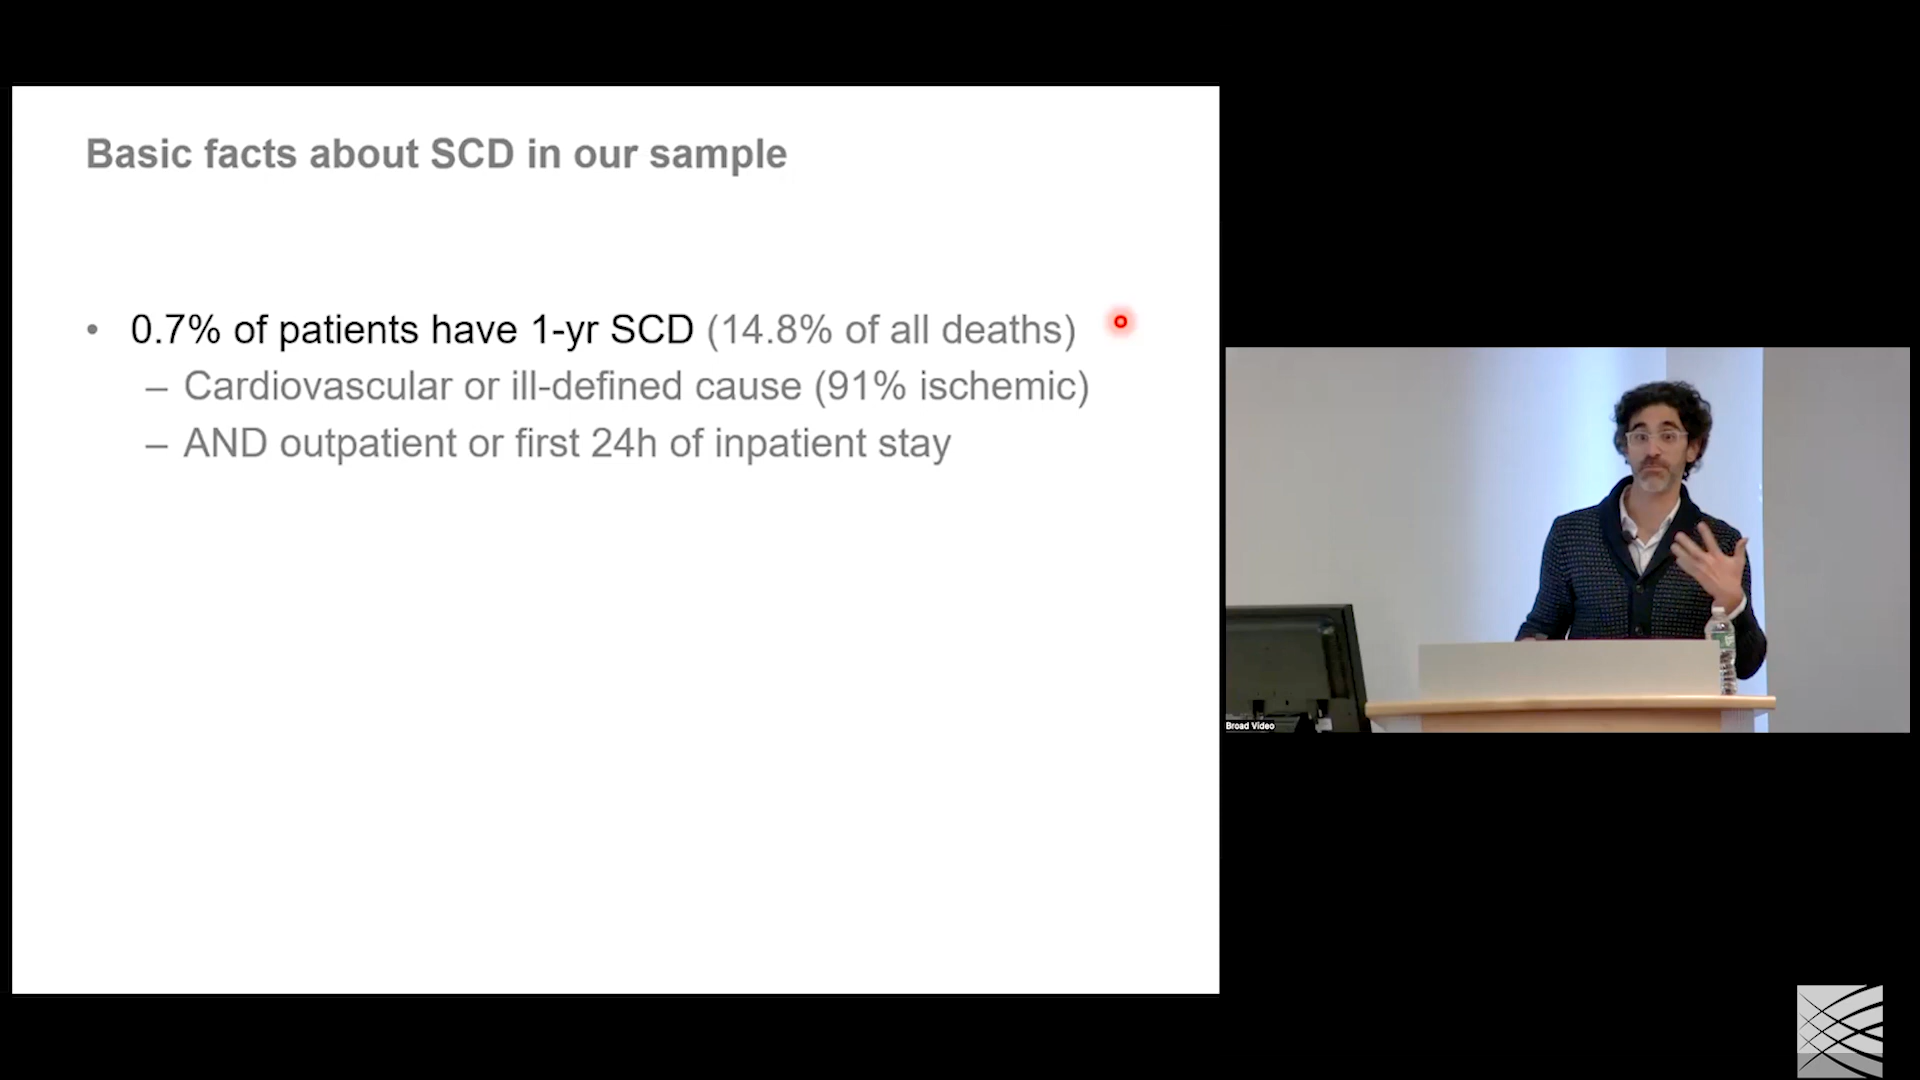 Basic facts about SCD in our sample
• 0.7% of patients have 1-yr SCD (14.8% of all deaths)
– Cardiovascular or ill-defined cause (91% ischemic)
– AND outpatient or first 24h of inpatient stay
Broad Video